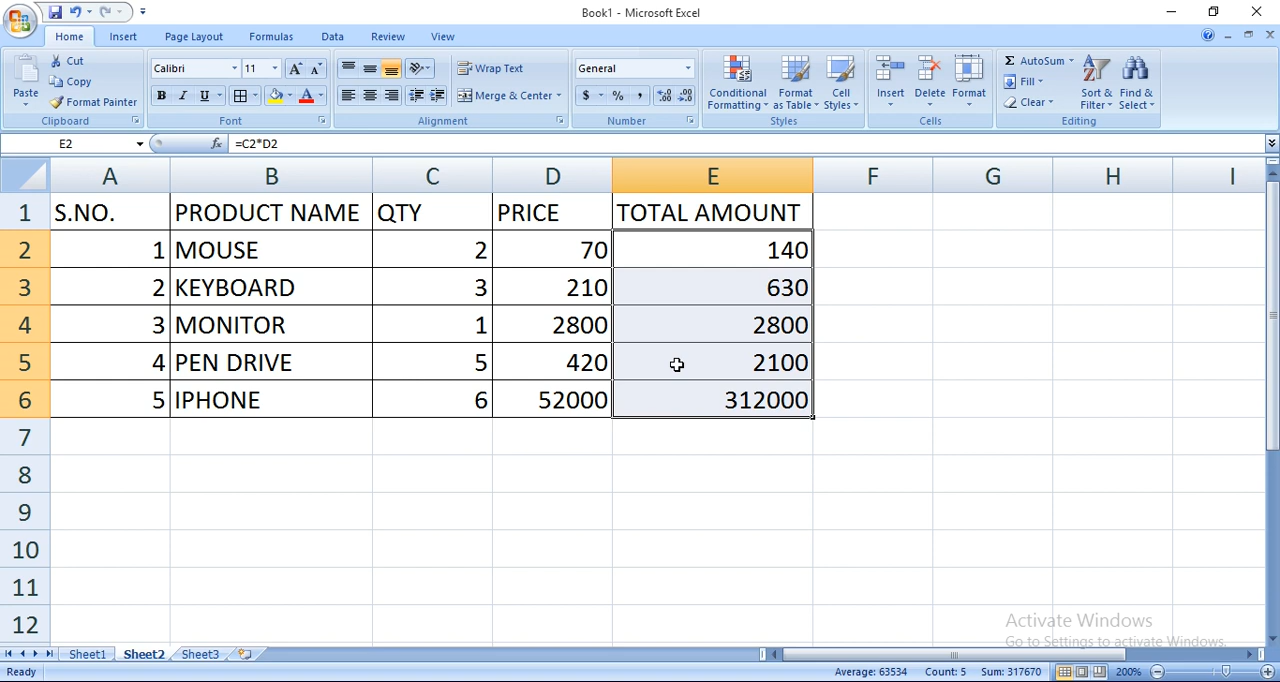 Book1 - Microsoft Excel
Home Insert Page Layout Formulas Data Review View
Paste
Cut
Copy
Format Painter
Clipboard
Calibri 11
B I U
Font
Wrap Text
Merge & Center
Alignment
General
$ % ,
Number
Conditional Formatting
Format as Table
Cell Styles
Styles
Insert Delete Format
Cells
Σ AutoSum
Fill
Clear
Sort & Filter
Find & Select
Editing
E2 fx =C2*D2
A B C D E F G H I
1 S.NO. PRODUCT NAME QTY PRICE TOTAL AMOUNT
2 1 MOUSE 2 70 140
3 2 KEYBOARD 3 210 630
4 3 MONITOR 1 2800 2800
5 4 PEN DRIVE 5 420 2100
6 5 IPHONE 6 52000 312000
7
8
9
10
11
12
Activate Windows
Go to Settings to activate Windows.
Sheet1 Sheet2 Sheet3
Ready Average: 63534 Count: 5 Sum: 317670 200%